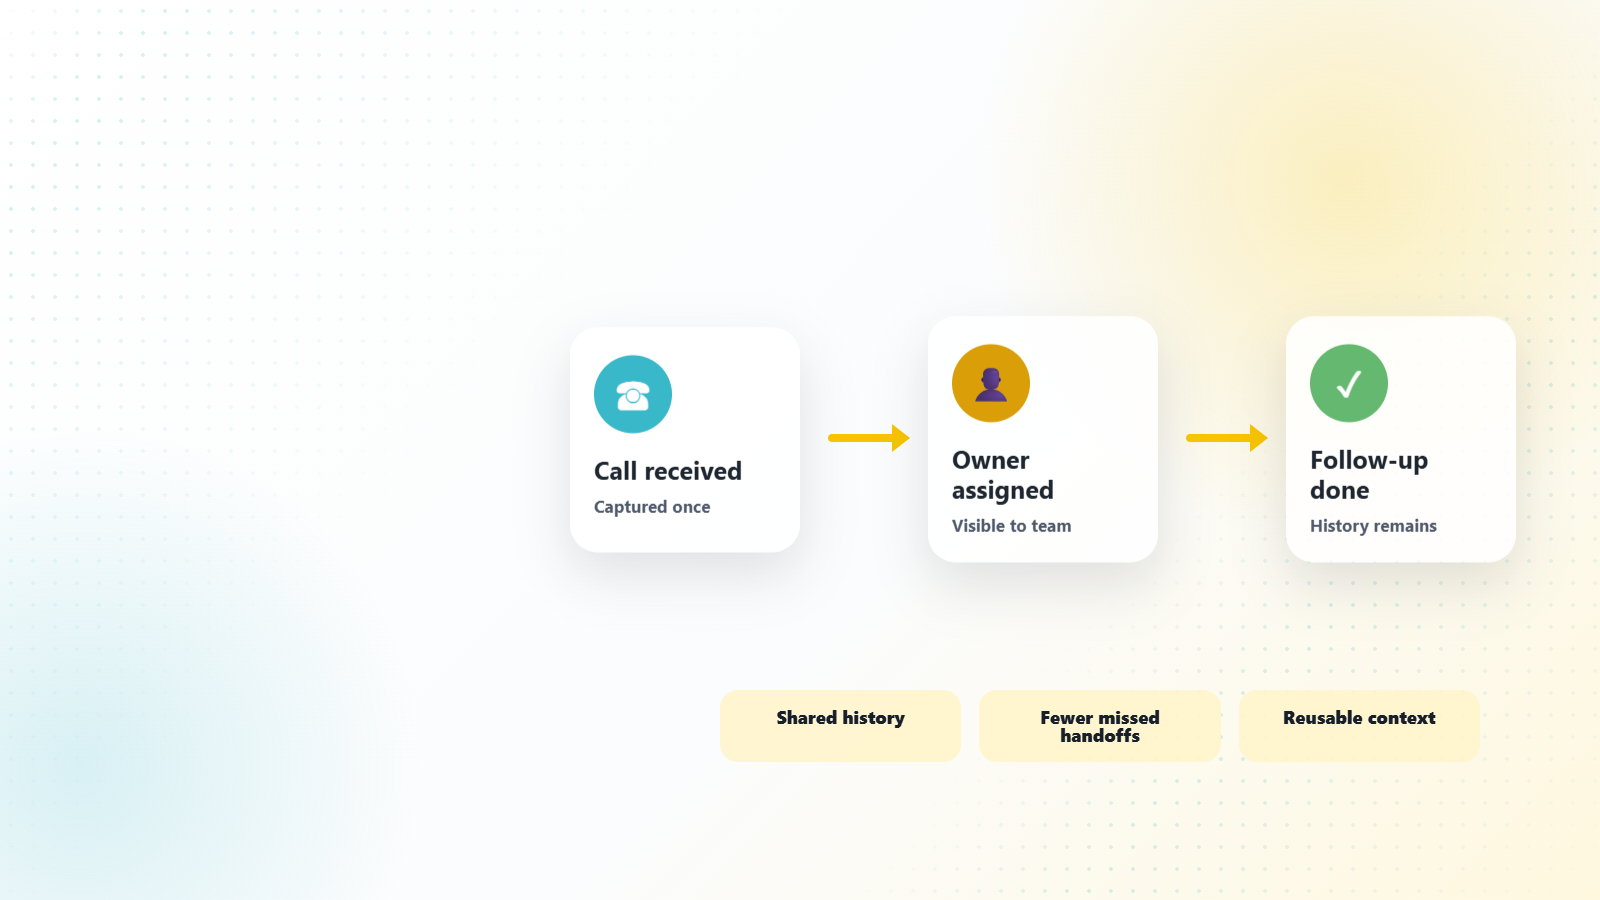 Call received
Captured once
Owner
assigned
Visible to team
Follow-up
done
History remains
Shared history
Fewer missed
handoffs
Reusable context